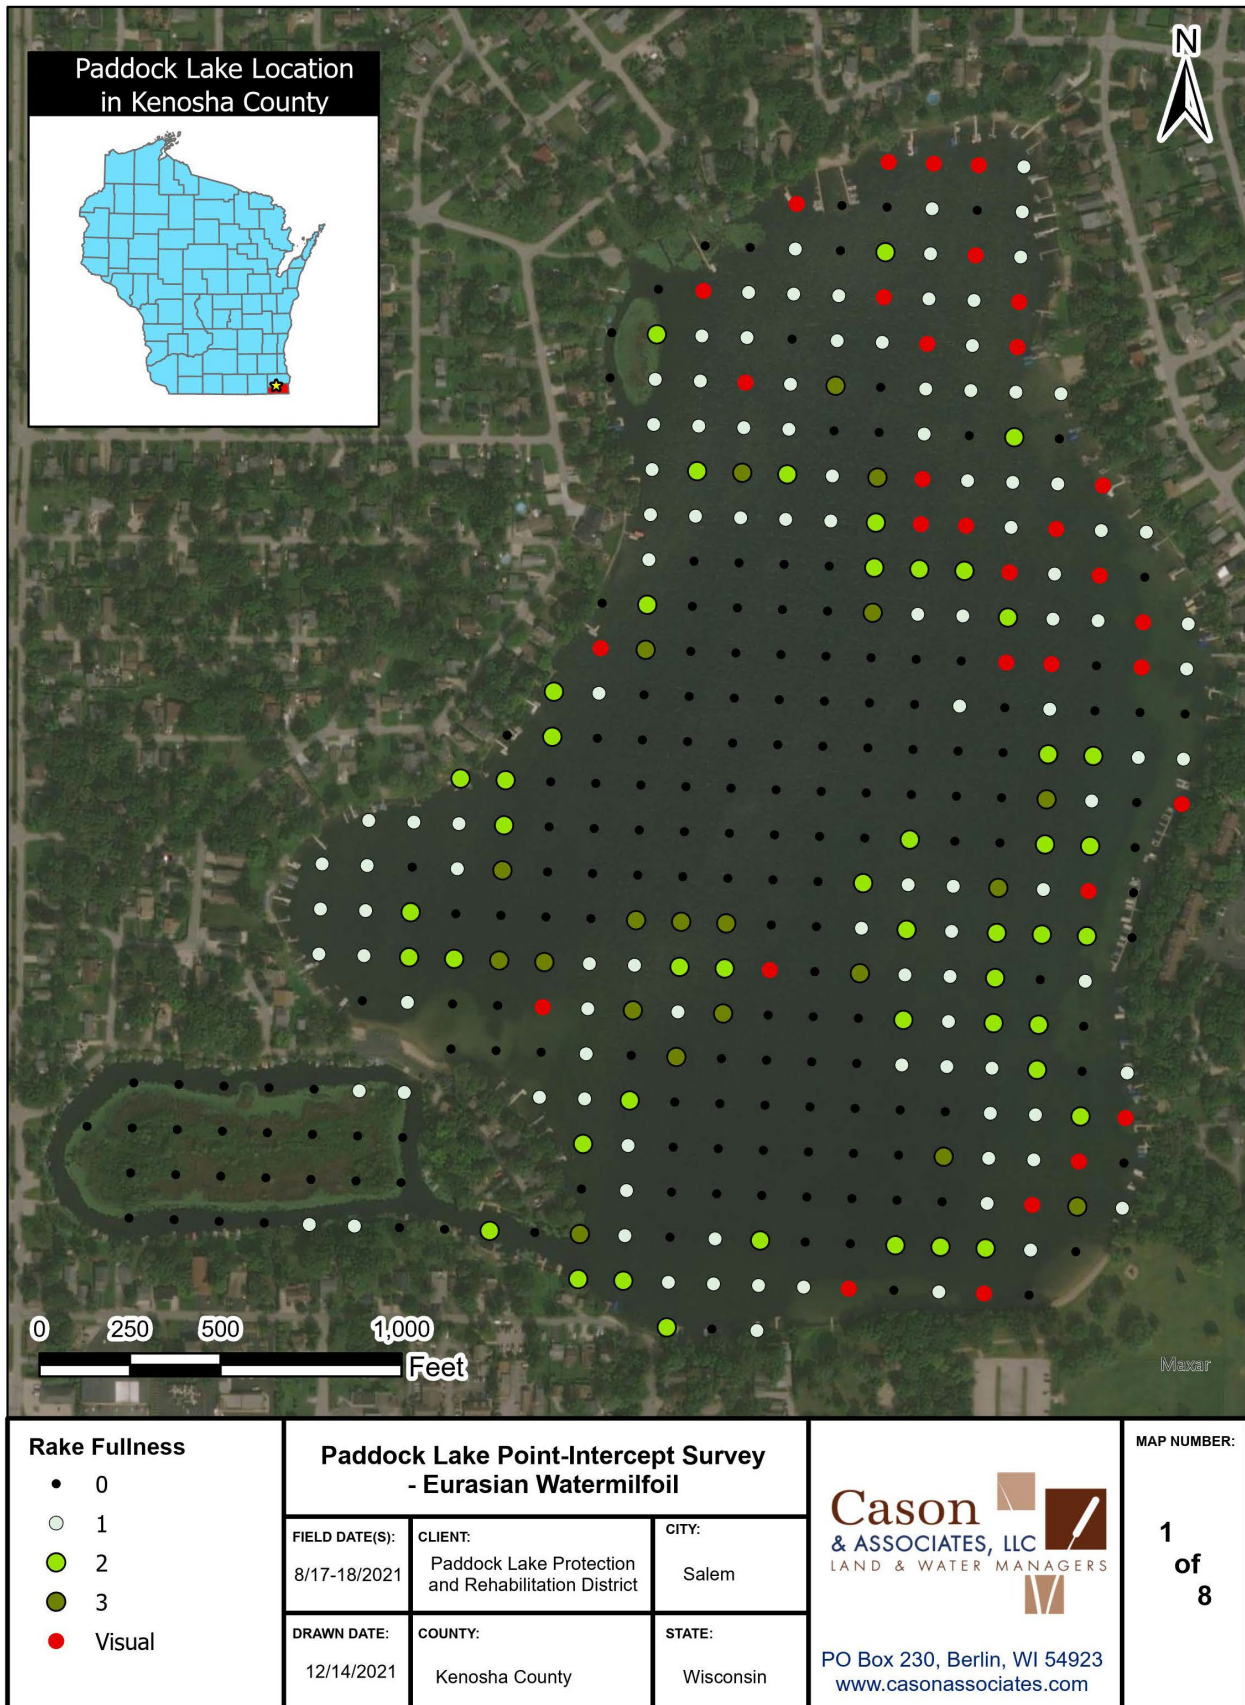 Paddock Lake Location
in Kenosha County
N
0 250 500 1,000
Feet
Maxar
Rake Fullness
0
1
2
3
Visual
Paddock Lake Point-Intercept Survey
- Eurasian Watermilfoil
FIELD DATE(S):
8/17-18/2021
CLIENT:
Paddock Lake Protection
and Rehabilitation District
CITY:
Salem
DRAWN DATE:
12/14/2021
COUNTY:
Kenosha County
STATE:
Wisconsin
Cason
& ASSOCIATES, LLC
LAND & WATER MANAGERS
PO Box 230, Berlin, WI 54923
www.casonassociates.com
MAP NUMBER:
1
of
8